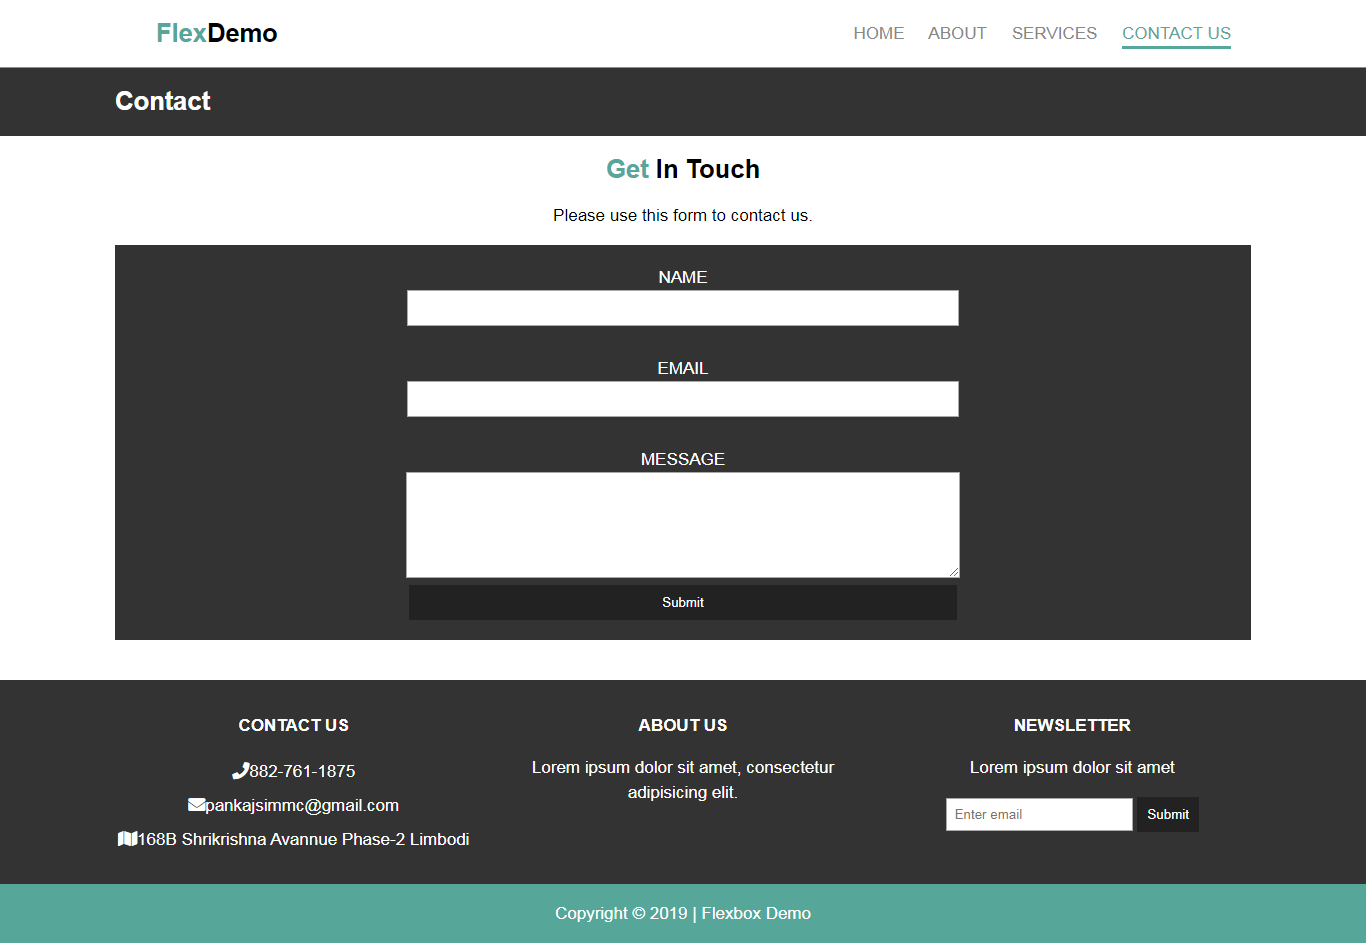 FlexDemo
HOME ABOUT SERVICES CONTACT US
Contact
Get In Touch
Please use this form to contact us.
NAME
EMAIL
MESSAGE
Submit
CONTACT US
882-761-1875
pankajsimmc@gmail.com
168B Shrikrishna Avannue Phase-2 Limbodi
ABOUT US
Lorem ipsum dolor sit amet, consectetur
adipisicing elit.
NEWSLETTER
Lorem ipsum dolor sit amet
Enter email Submit
Copyright © 2019 | Flexbox Demo